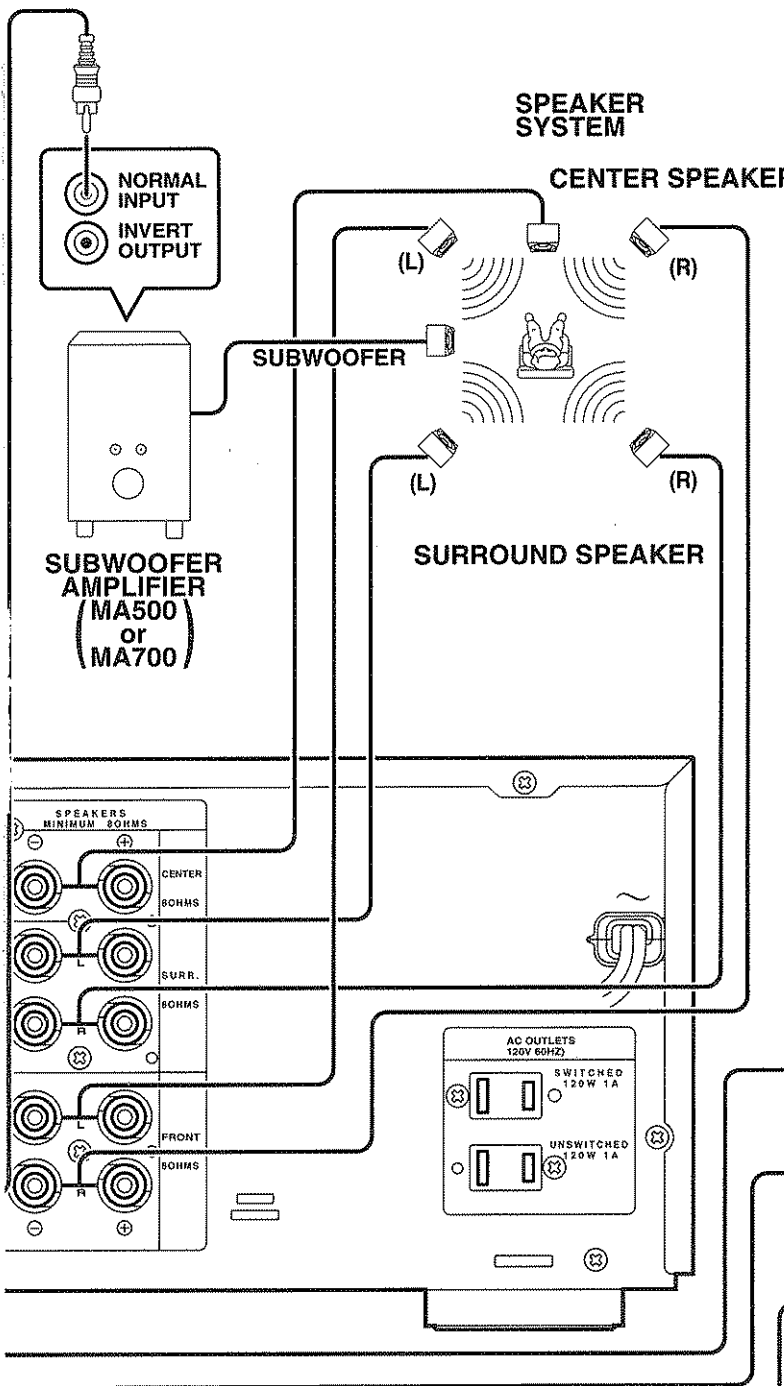 SPEAKER
SYSTEM
CENTER SPEAKER
NORMAL
INPUT
INVERT
OUTPUT
(L)
(R)
SUBWOOFER
(L)
(R)
SURROUND SPEAKER
SUBWOOFER
AMPLIFIER
(MA500
or
MA700)
SPEAKERS
MINIMUM 8OHMS
CENTER
8OHMS
L
SURR.
R
8OHMS
L
FRONT
R
8OHMS
AC OUTLETS
120V 60HZ)
SWITCHED
120W 1A
UNSWITCHED
120W 1A